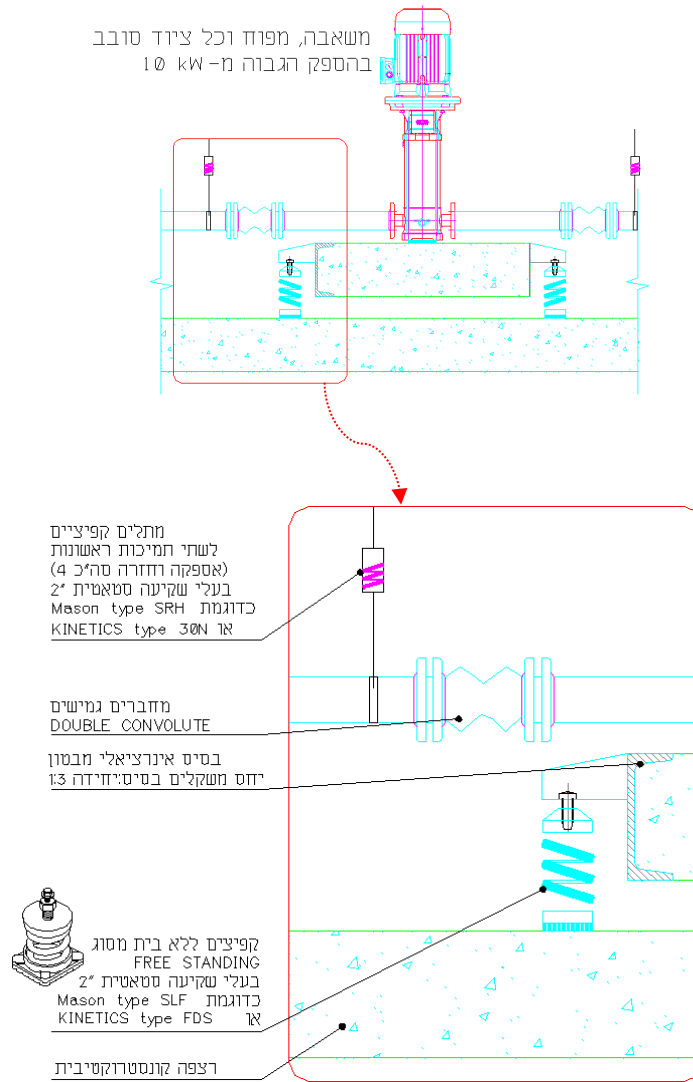 משאבה, מפוח וכל ציוד סובב
בהספק הגבוה מ- 10 kW
מתלים קפיציים
לשתי תמיכות ראשונות
(אספקה וחזרה סה"כ 4)
בעלי שקיעה סטאטית 2"
כדוגמת Mason type SRH
או KINETICS type 30N
מחברים גמישים
DOUBLE CONVOLUTE
בסיס אינרציאלי מבטון
יחס משקלים בסיס:יחידה 1:3
קפיצים ללא בית מסוג
FREE STANDING
בעלי שקיעה סטאטית 2"
כדוגמת Mason type SLF
או KINETICS type FDS
רצפה קונסטרוקטיבית